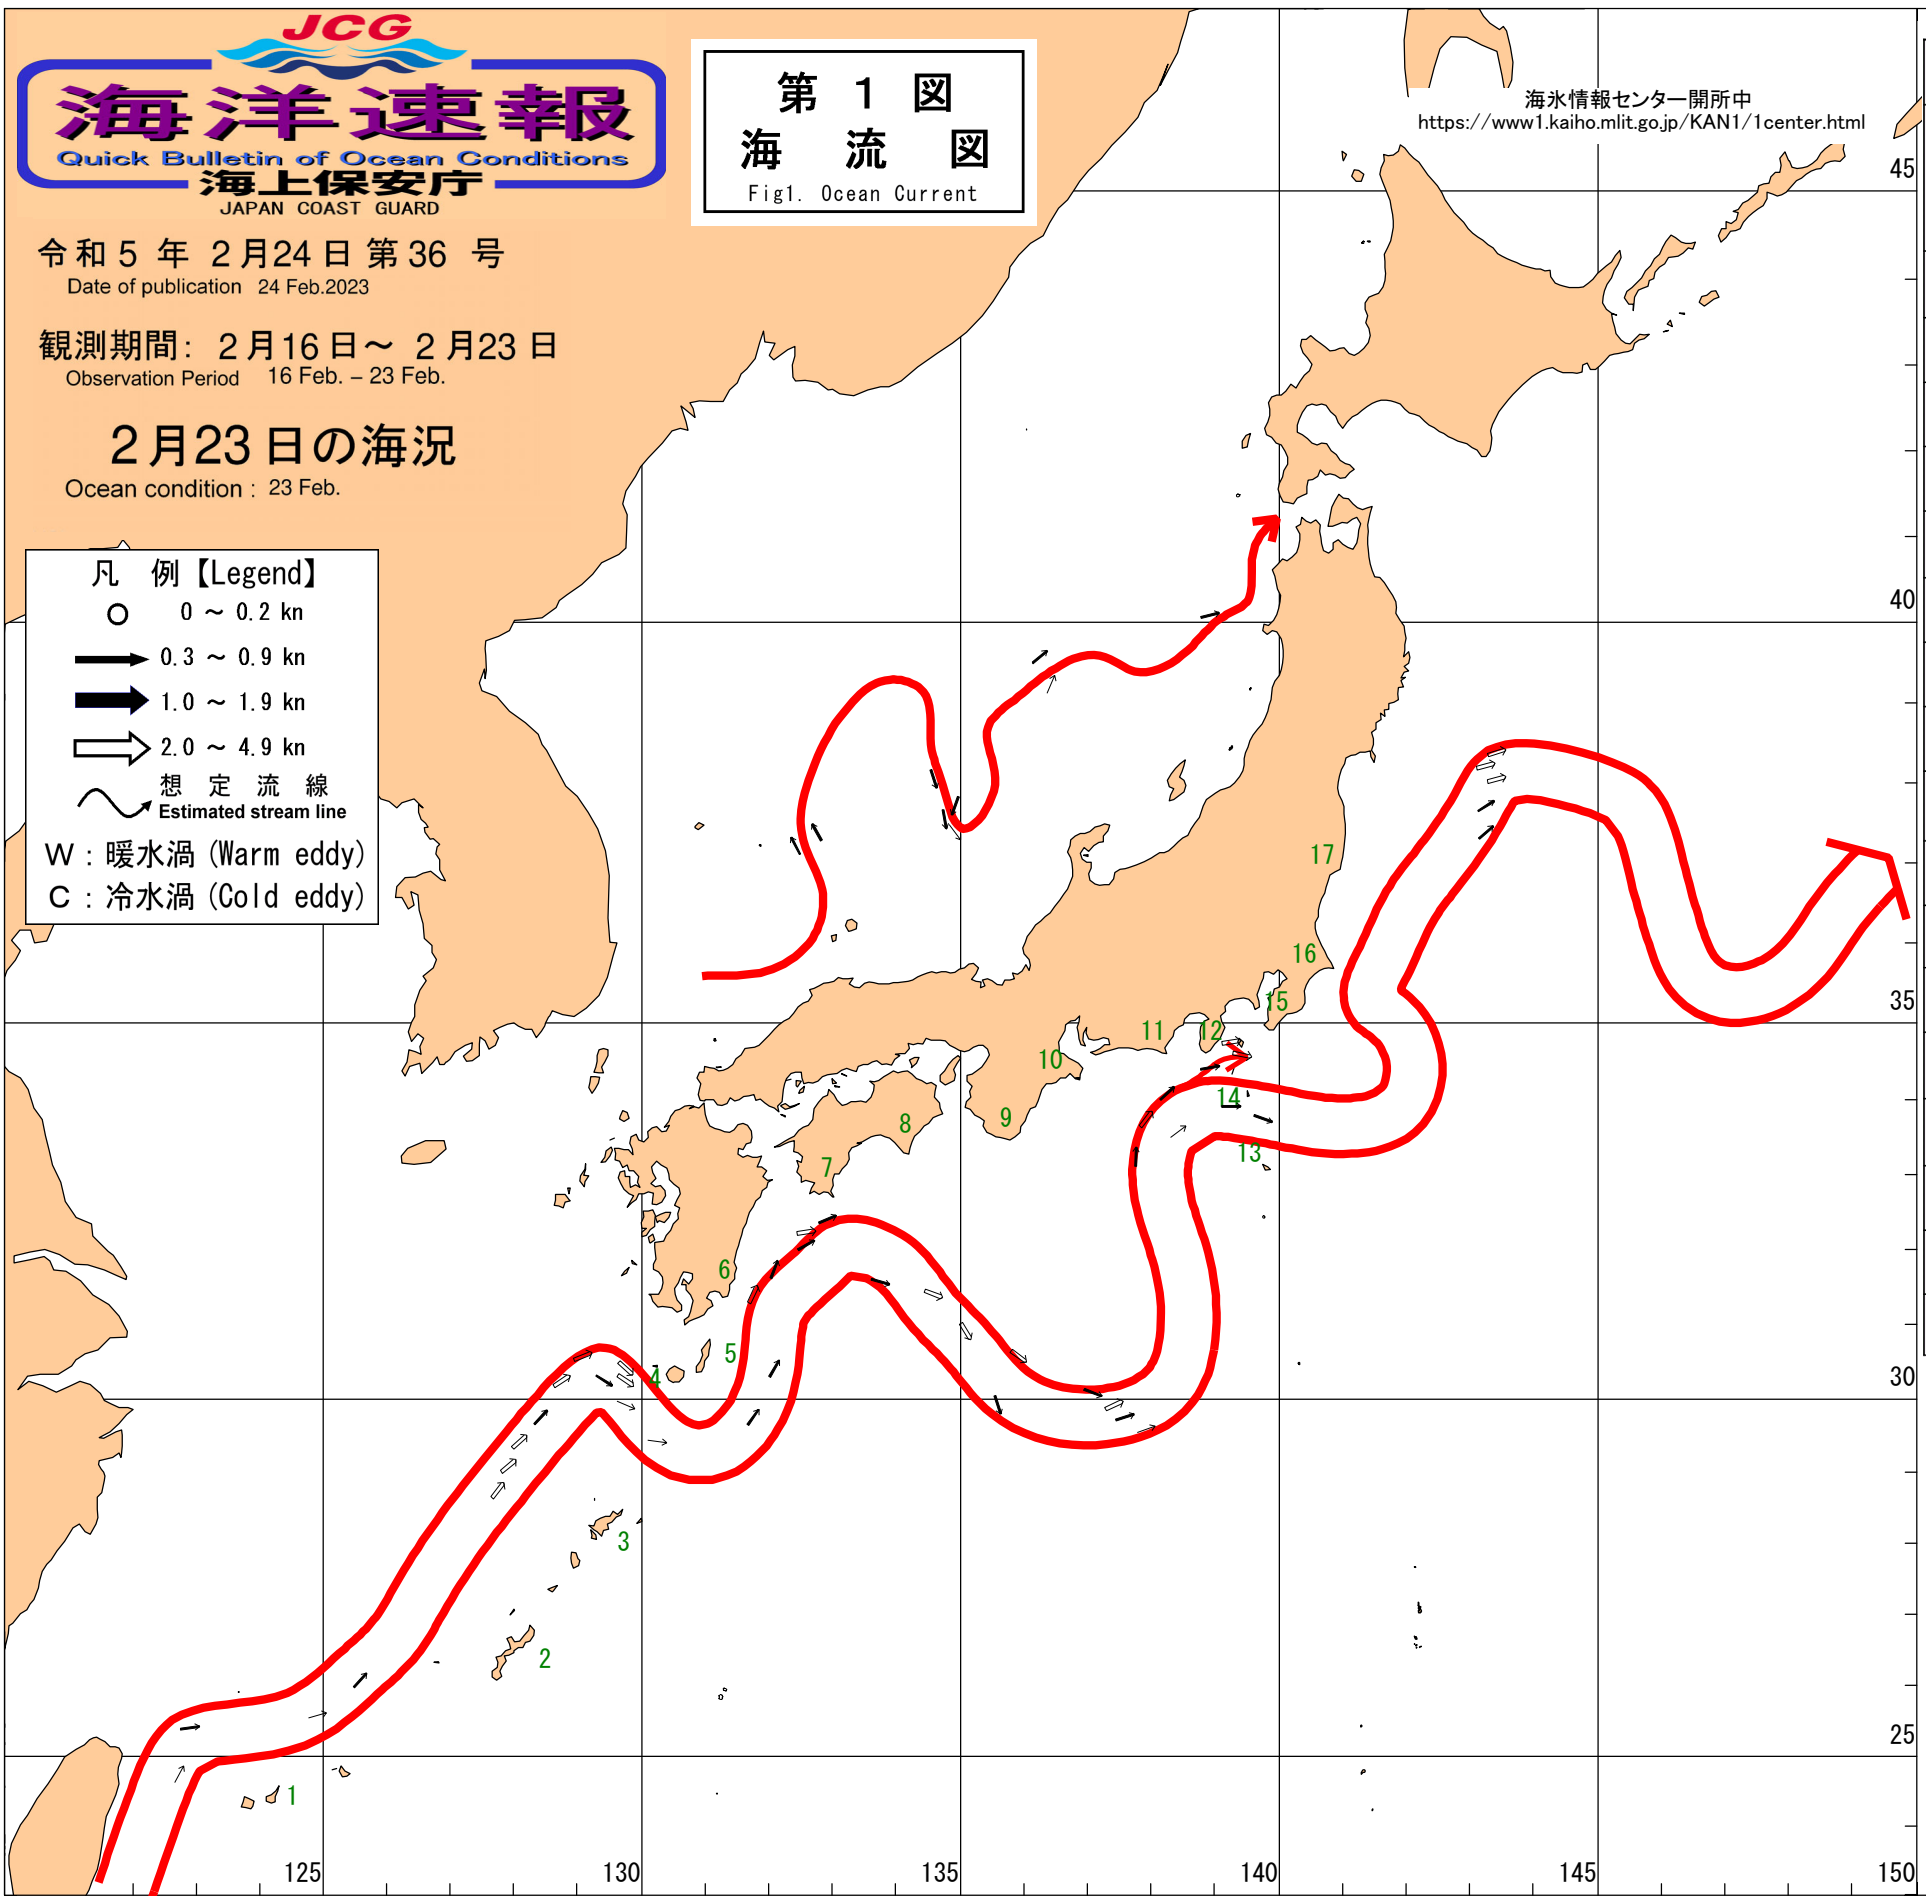 JCG
海洋速報
Quick Bulletin of Ocean Conditions
海上保安庁
JAPAN COAST GUARD
令和5年 2月24日 第36号
Date of publication 24 Feb.2023
観測期間: 2月16日～ 2月23日
Observation Period 16 Feb. – 23 Feb.
2月23日の海況
Ocean condition : 23 Feb.
第 1 図
海 流 図
Fig1. Ocean Current
海氷情報センター開所中
https://www1.kaiho.mlit.go.jp/KAN1/1center.html
凡 例【Legend】
0 ～ 0.2 kn
0.3 ～ 0.9 kn
1.0 ～ 1.9 kn
2.0 ～ 4.9 kn
想 定 流 線
Estimated stream line
W : 暖水渦 (Warm eddy)
C : 冷水渦 (Cold eddy)
45
40
35
30
25
17
16
15
12
11
10
14
13
9
8
7
6
5
4
3
2
1
125
130
135
140
145
150